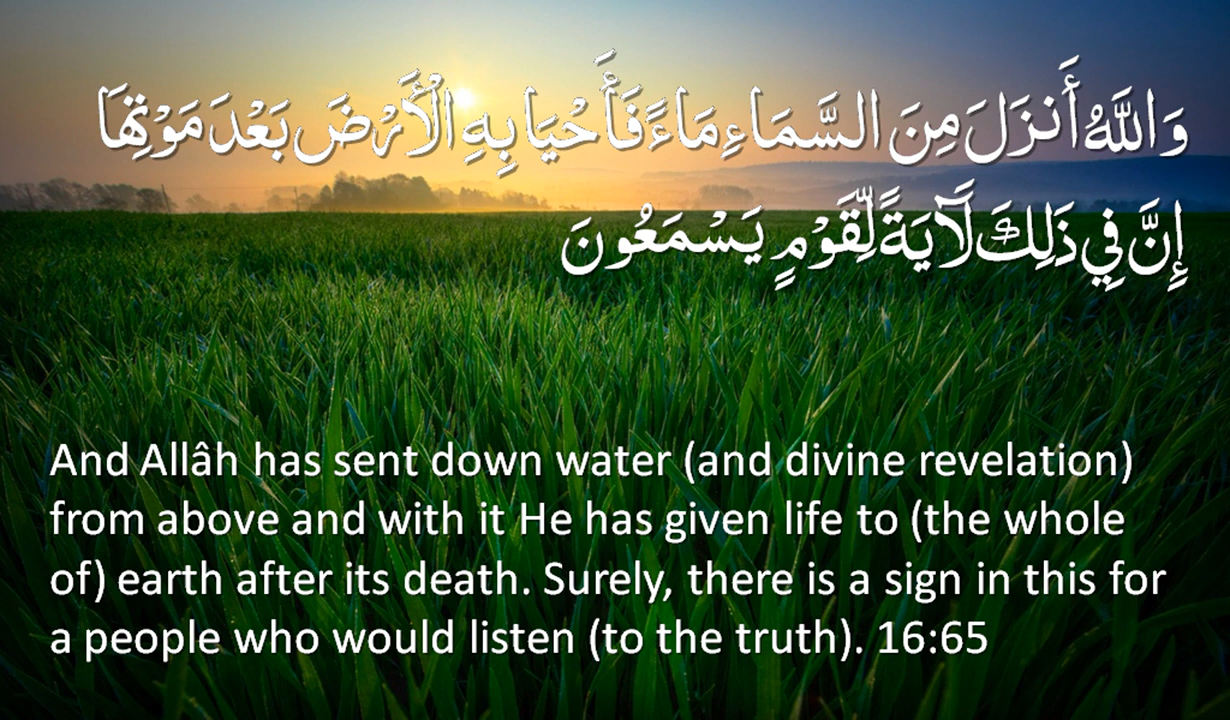 وَاللَّهُ أَنزَلَ مِنَ السَّمَاءِ مَاءً فَأَحْيَا بِهِ الْأَرْضَ بَعْدَ مَوْتِهَا
إِنَّ فِي ذَلِكَ لَآيَةً لِّقَوْمٍ يَسْمَعُونَ
And Allâh has sent down water (and divine revelation)
from above and with it He has given life to (the whole
of) earth after its death. Surely, there is a sign in this for
a people who would listen (to the truth). 16:65